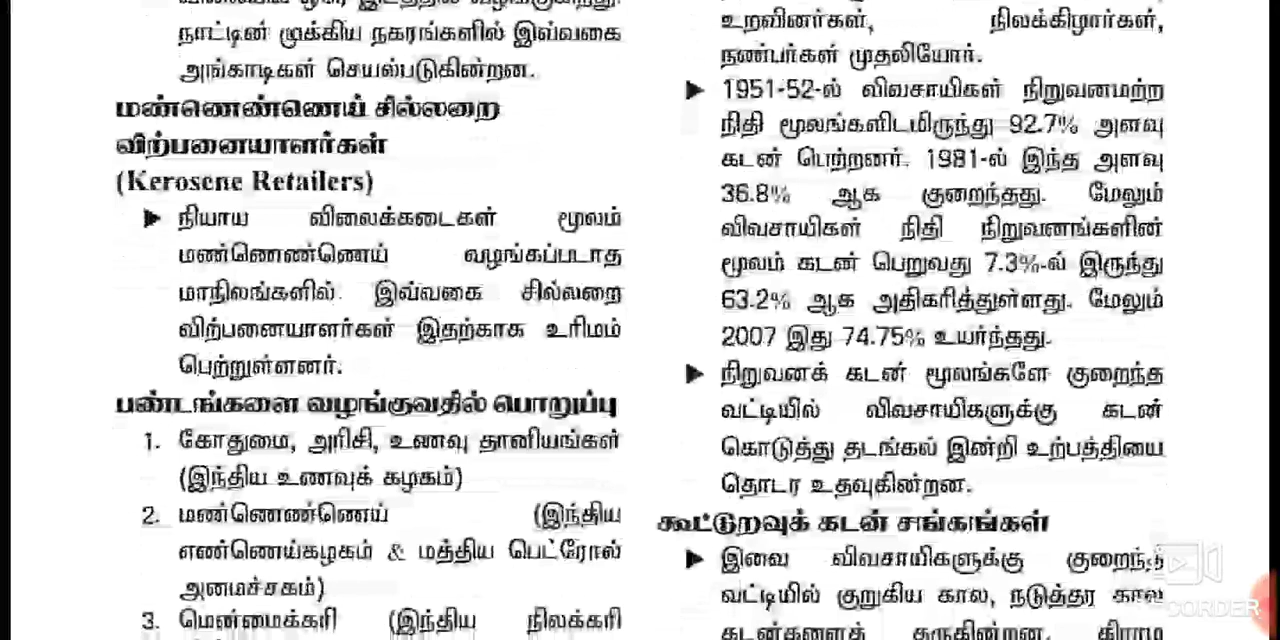 நாட்டின் முக்கிய நகரங்களில் இவ்வகை
அங்காடிகள் செயல்படுகின்றன.
மண்ணெண்ணெய் சில்லறை
விற்பனையாளர்கள்
(Kerosene Retailers)
நியாய விலைக்கடைகள் மூலம்
மண்ணெண்ணெய் வழங்கப்படாத
மாநிலங்களில் இவ்வகை சில்லறை
விற்பனையாளர்கள் இதற்காக உரிமம்
பெற்றுள்ளனர்.
பண்டங்களை வழங்குவதில் பொறுப்பு
1. கோதுமை, அரிசி, உணவு தானியங்கள்
(இந்திய உணவுக் கழகம்)
2. மண்ணெண்ணெய் (இந்திய
எண்ணெய்கழகம் & மத்திய பெட்ரோல்
அமைச்சகம்)
3. மென்மைக்கரி (இந்திய நிலக்கரி
உறவினர்கள், நிலக்கிழார்கள்,
நண்பர்கள் முதலியோர்.
1951-52-ல் விவசாயிகள் நிறுவனமற்ற
நிதி மூலங்களிடமிருந்து 92.7% அளவு
கடன் பெற்றனர். 1981-ல் இந்த அளவு
36.8% ஆக குறைந்தது. மேலும்
விவசாயிகள் நிதி நிறுவனங்களின்
மூலம் கடன் பெறுவது 7.3%-ல் இருந்து
63.2% ஆக அதிகரித்துள்ளது. மேலும்
2007 இது 74.75% உயர்ந்தது.
நிறுவனக் கடன் மூலங்களே குறைந்த
வட்டியில் விவசாயிகளுக்கு கடன்
கொடுத்து தடங்கல் இன்றி உற்பத்தியை
தொடர உதவுகின்றன.
கூட்டுறவுக் கடன் சங்கங்கள்
இவை விவசாயிகளுக்கு குறைந்த
வட்டியில் குறுகிய கால, நடுத்தர கால
கடன்களைத் தருகின்றன. கிராம
CORDER